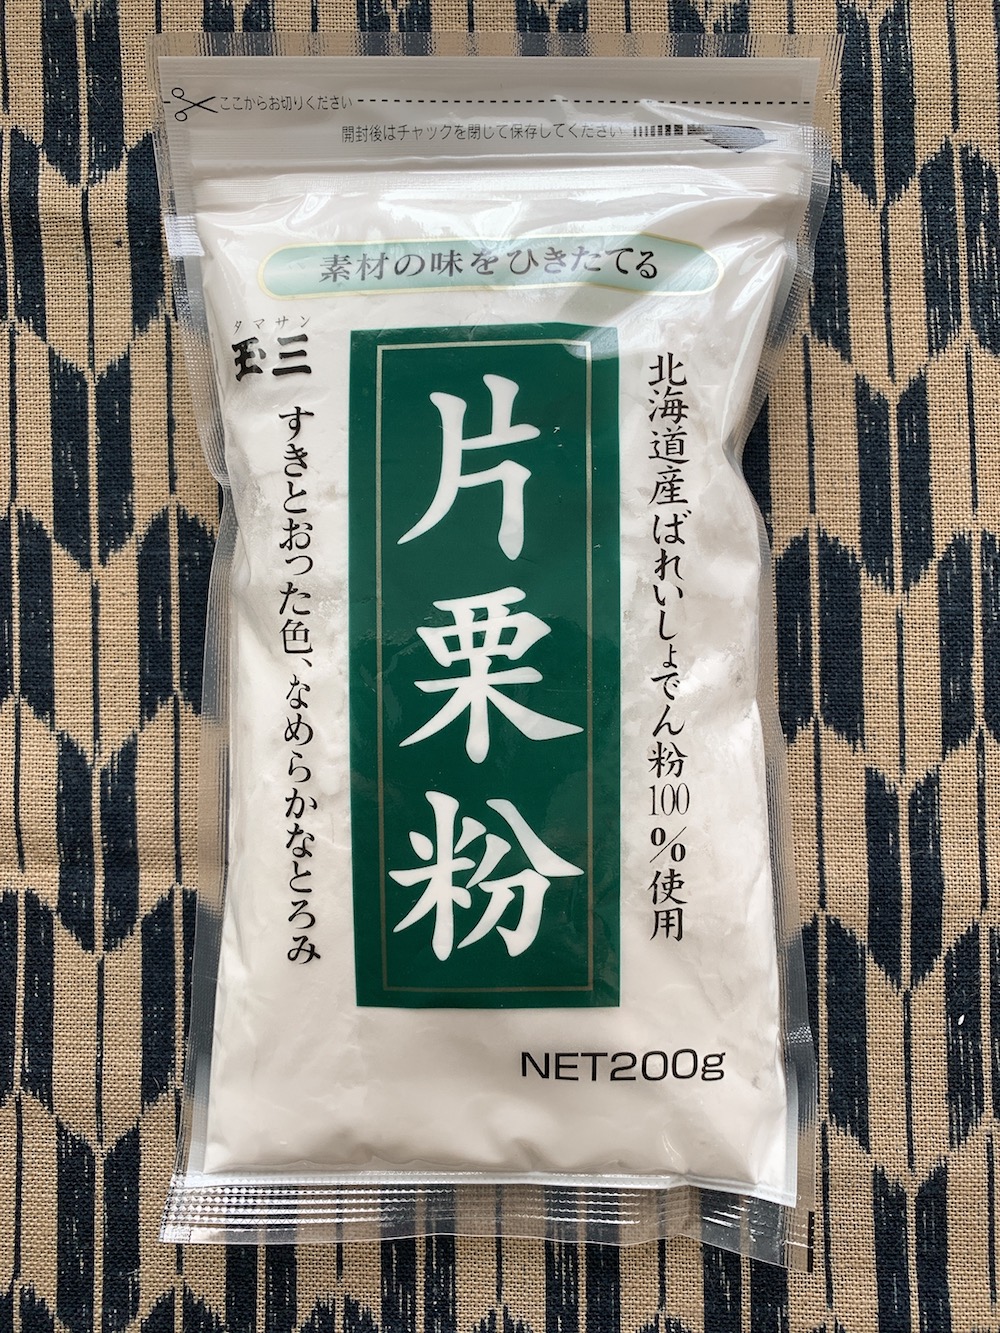 ここからお切りください
開封後はチャックを閉じて保存してください
素材の味をひきたてる
タマサン
玉三
北海道産ばれいしょでん粉100%使用
片栗粉
すきとおった色、なめらかなとろみ
NET200g